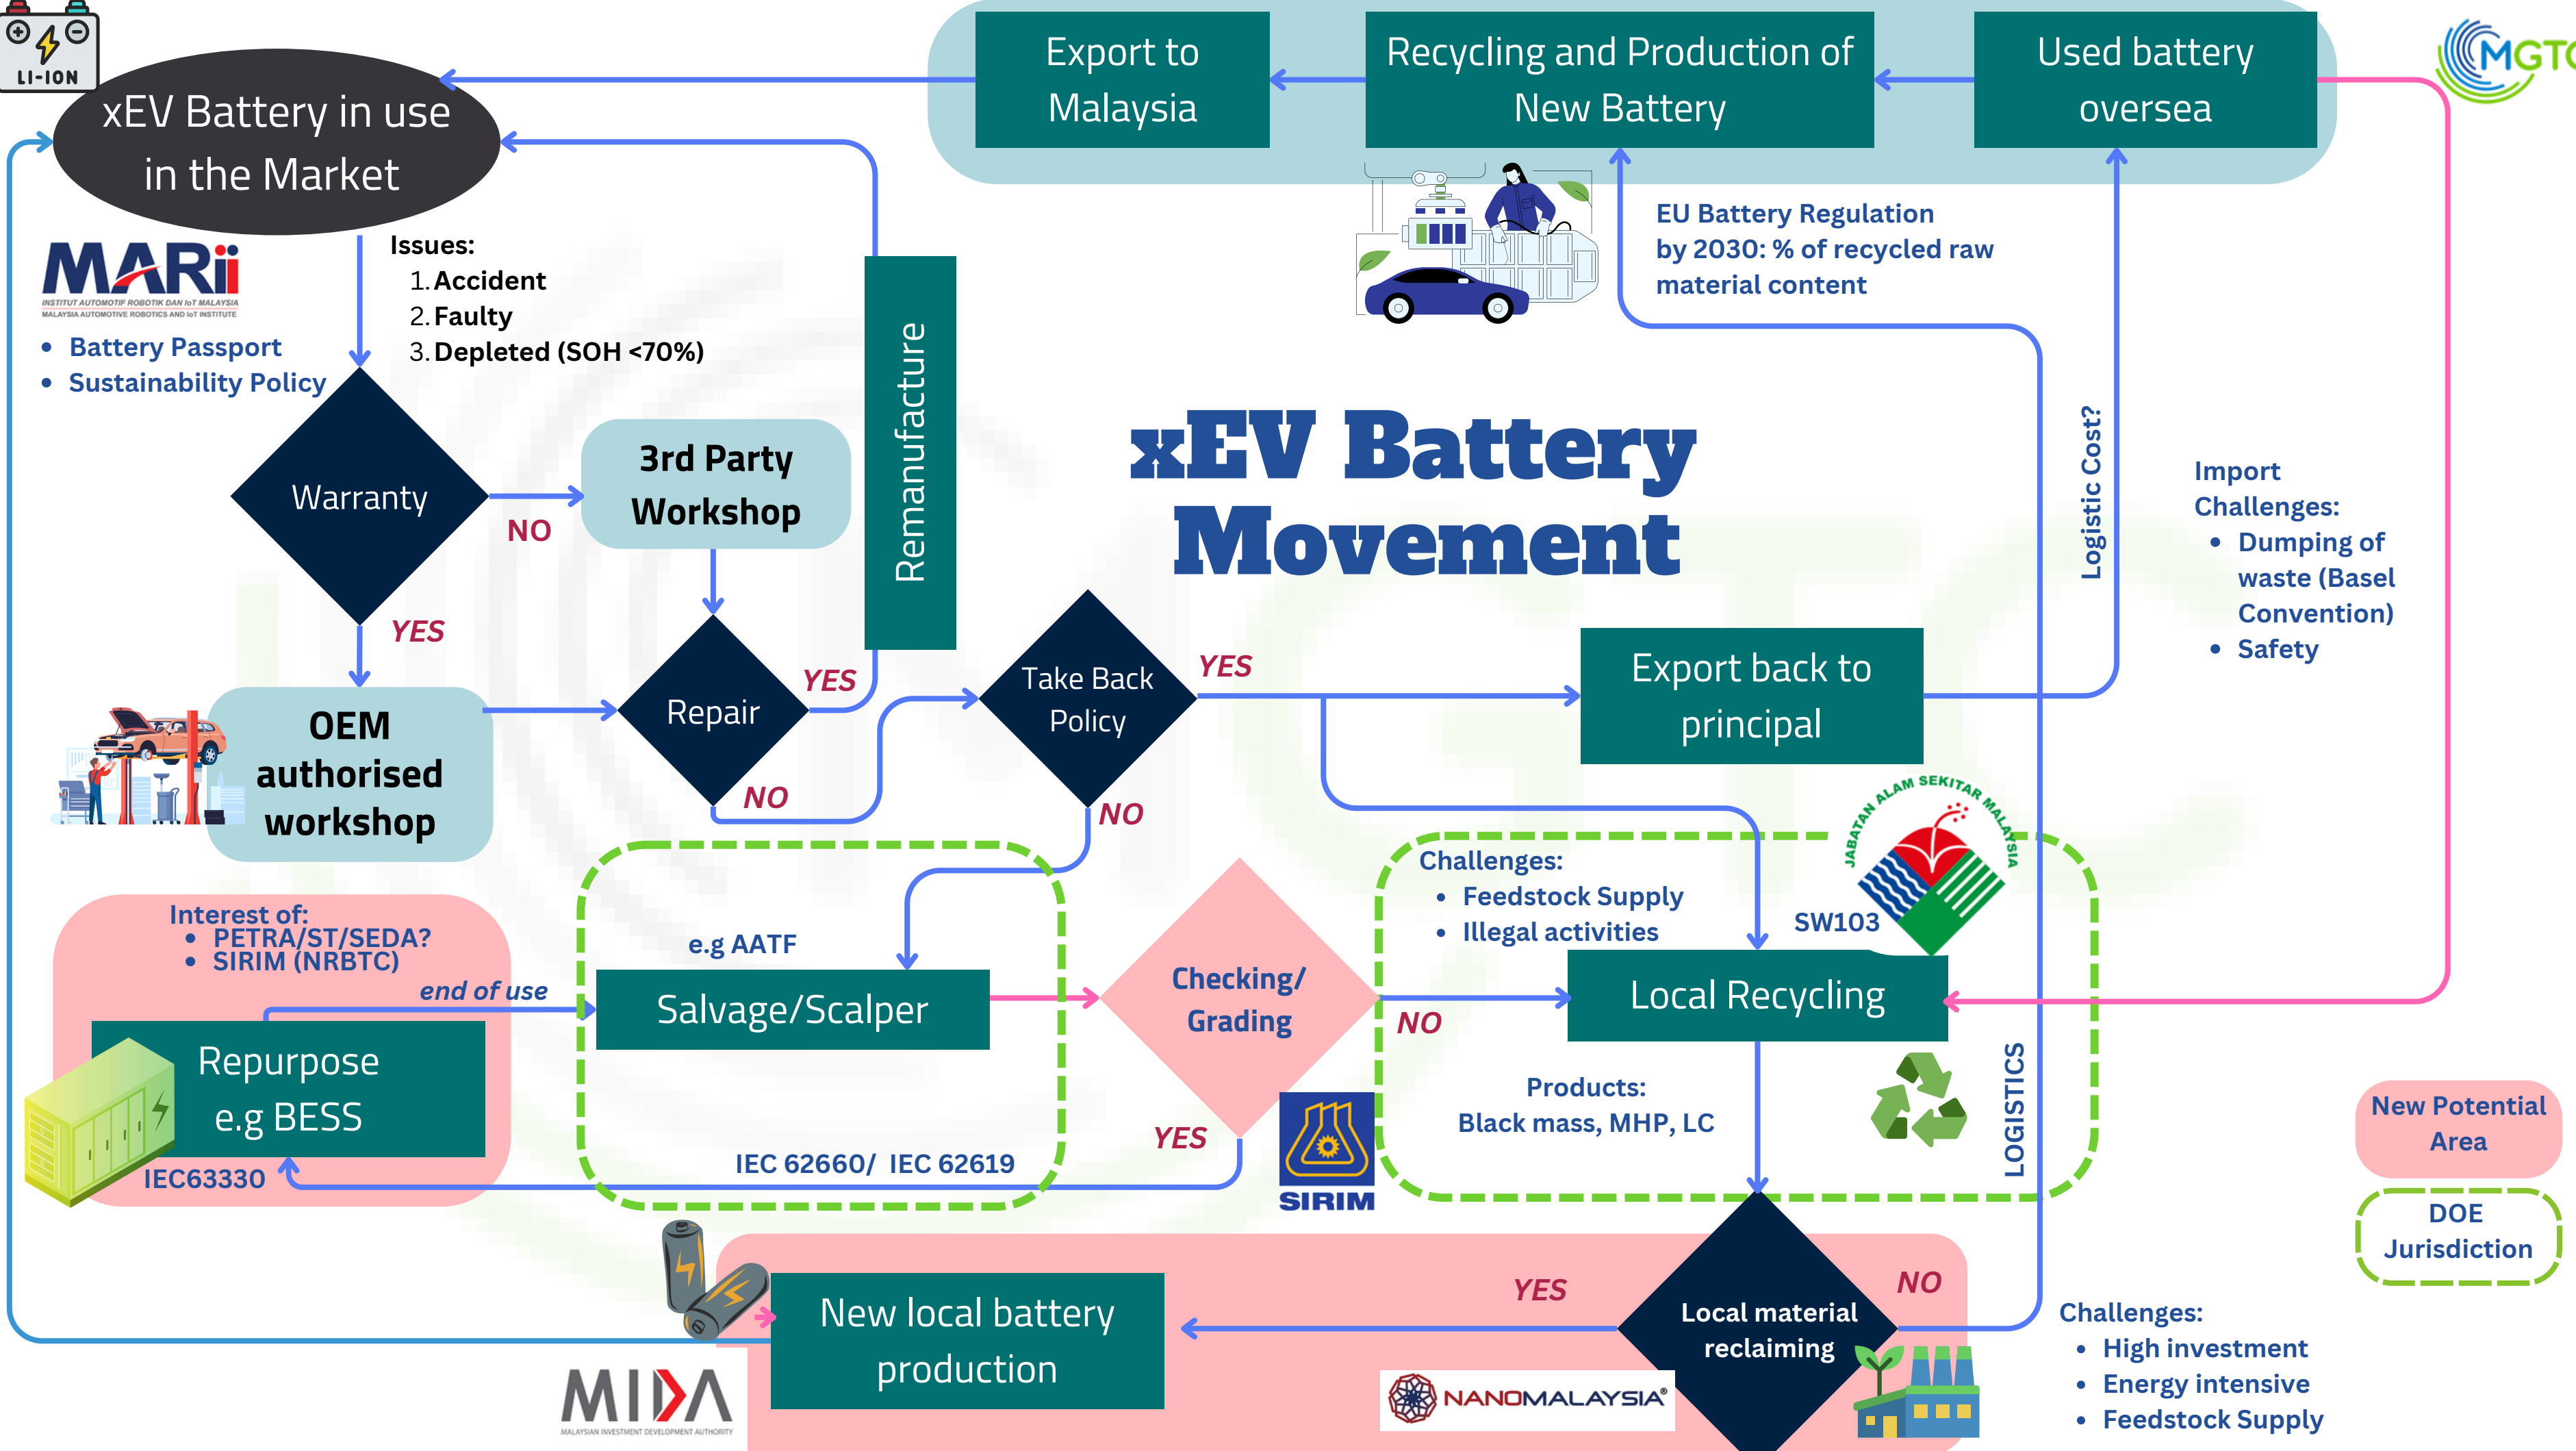 LI-ION
xEV Battery in use
in the Market
Export to
Malaysia
Recycling and Production of
New Battery
Used battery
oversea
MGTC
MARii
INSTITUT AUTOMOTIF ROBOTIK DAN IoT MALAYSIA
MALAYSIA AUTOMOTIVE ROBOTICS AND IoT INSTITUTE
• Battery Passport
• Sustainability Policy
Issues:
1. Accident
2. Faulty
3. Depleted (SOH <70%)
EU Battery Regulation
by 2030: % of recycled raw
material content
Remanufacture
xEV Battery
Movement
Warranty
NO
YES
3rd Party
Workshop
OEM
authorised
workshop
Repair
YES
NO
Take Back
Policy
YES
NO
Export back to
principal
Logistic Cost?
Import
Challenges:
• Dumping of
waste (Basel
Convention)
• Safety
JABATAN ALAM SEKITAR MALAYSIA
Interest of:
• PETRA/ST/SEDA?
• SIRIM (NRBTC)
end of use
Repurpose
e.g BESS
IEC63330
e.g AATF
Salvage/Scalper
IEC 62660/ IEC 62619
Checking/
Grading
NO
YES
SIRIM
Challenges:
• Feedstock Supply
• Illegal activities
SW103
Local Recycling
Products:
Black mass, MHP, LC
LOGISTICS
New Potential
Area
DOE
Jurisdiction
New local battery
production
YES
Local material
reclaiming
NO
MIDA
MALAYSIAN INVESTMENT DEVELOPMENT AUTHORITY
NANOMALAYSIA®
Challenges:
• High investment
• Energy intensive
• Feedstock Supply